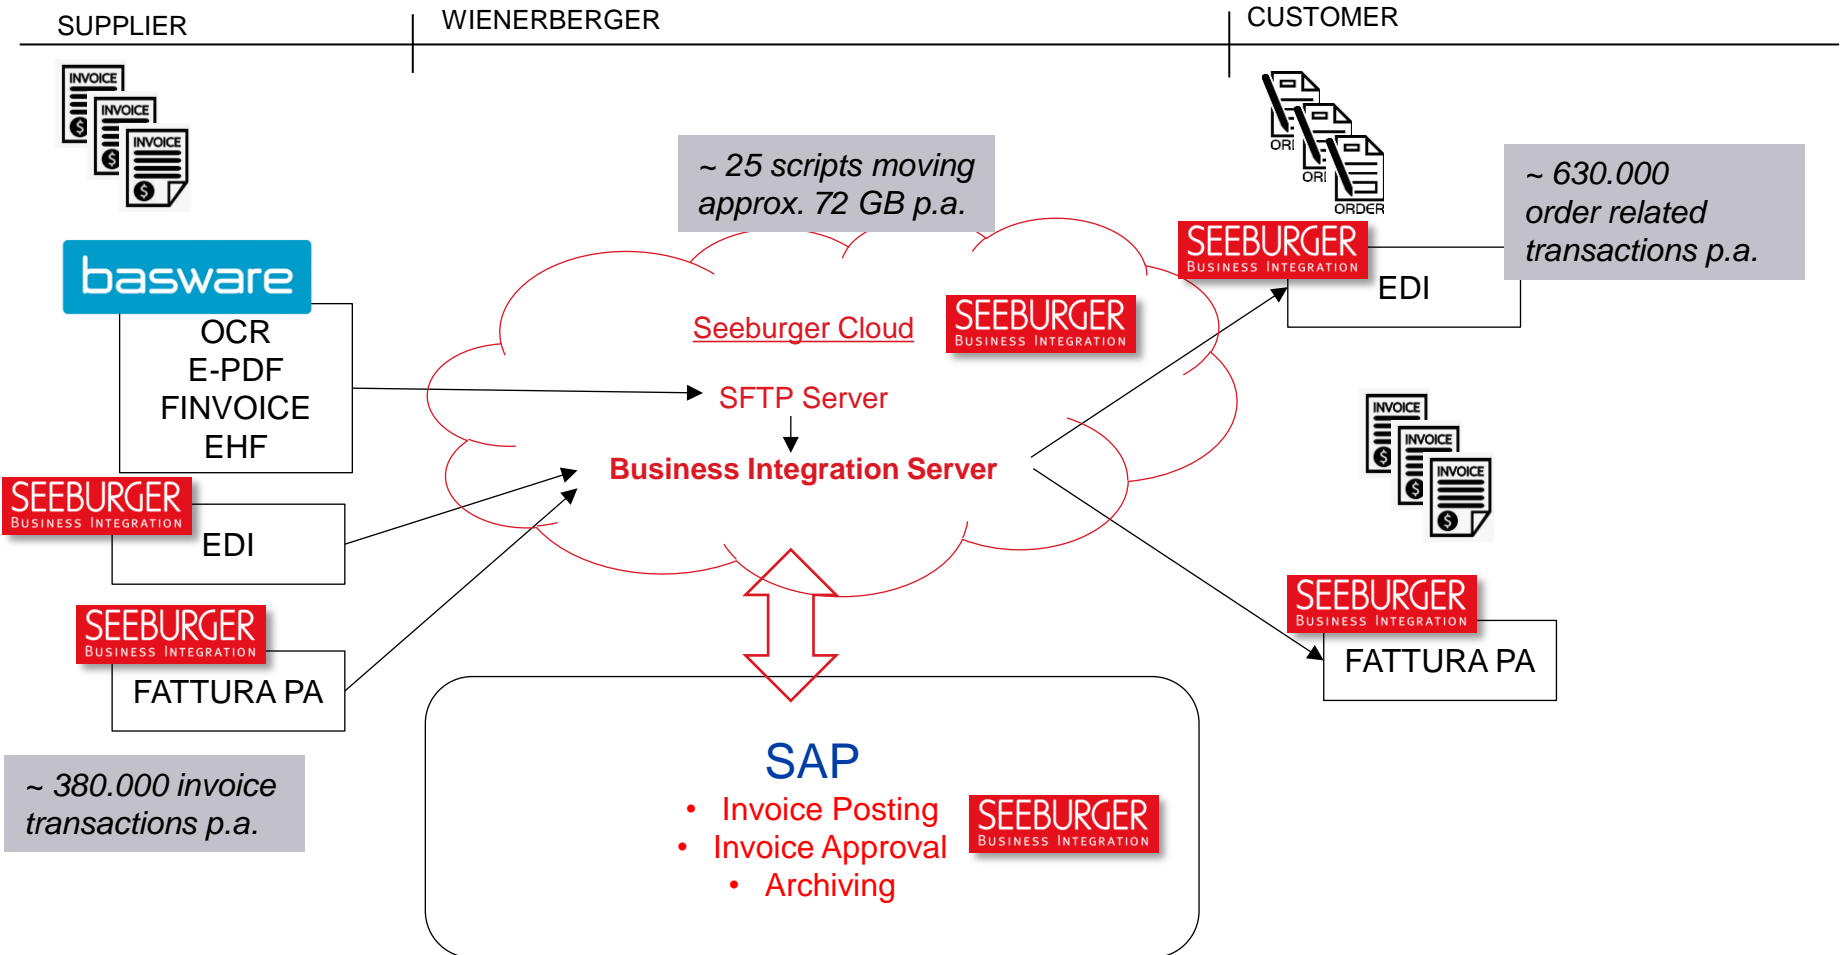 SUPPLIER
WIENERBERGER
CUSTOMER
INVOICE
INVOICE
INVOICE
~ 25 scripts moving
approx. 72 GB p.a.
ORI
ORI
ORDER
~ 630.000
order related
transactions p.a.
basware
OCR
E-PDF
FINVOICE
EHF
SEEBURGER
BUSINESS INTEGRATION
EDI
SEEBURGER
BUSINESS INTEGRATION
FATTURA PA
~ 380.000 invoice
transactions p.a.
Seeburger Cloud
SEEBURGER
BUSINESS INTEGRATION
SFTP Server
Business Integration Server
SAP
• Invoice Posting
• Invoice Approval
• Archiving
SEEBURGER
BUSINESS INTEGRATION
SEEBURGER
BUSINESS INTEGRATION
EDI
INVOICE
INVOICE
INVOICE
SEEBURGER
BUSINESS INTEGRATION
FATTURA PA